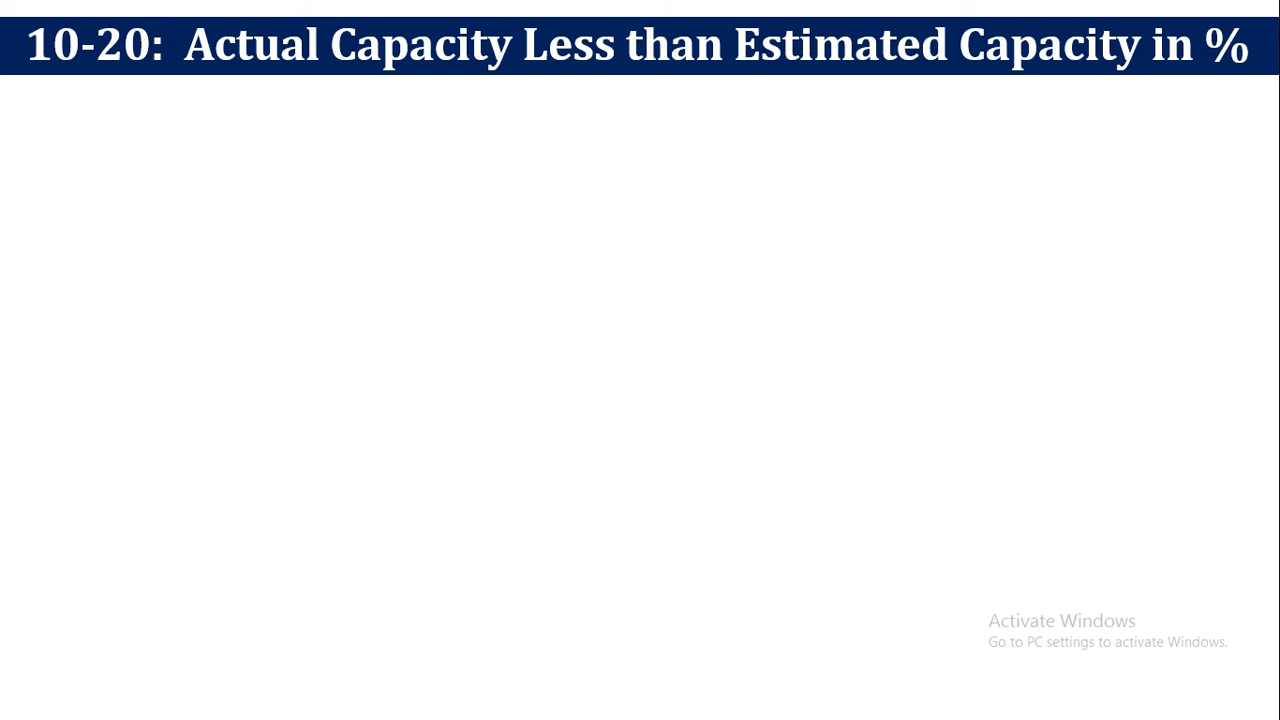 10-20: Actual Capacity Less than Estimated Capacity in %
Activate Windows
Go to PC settings to activate Windows.